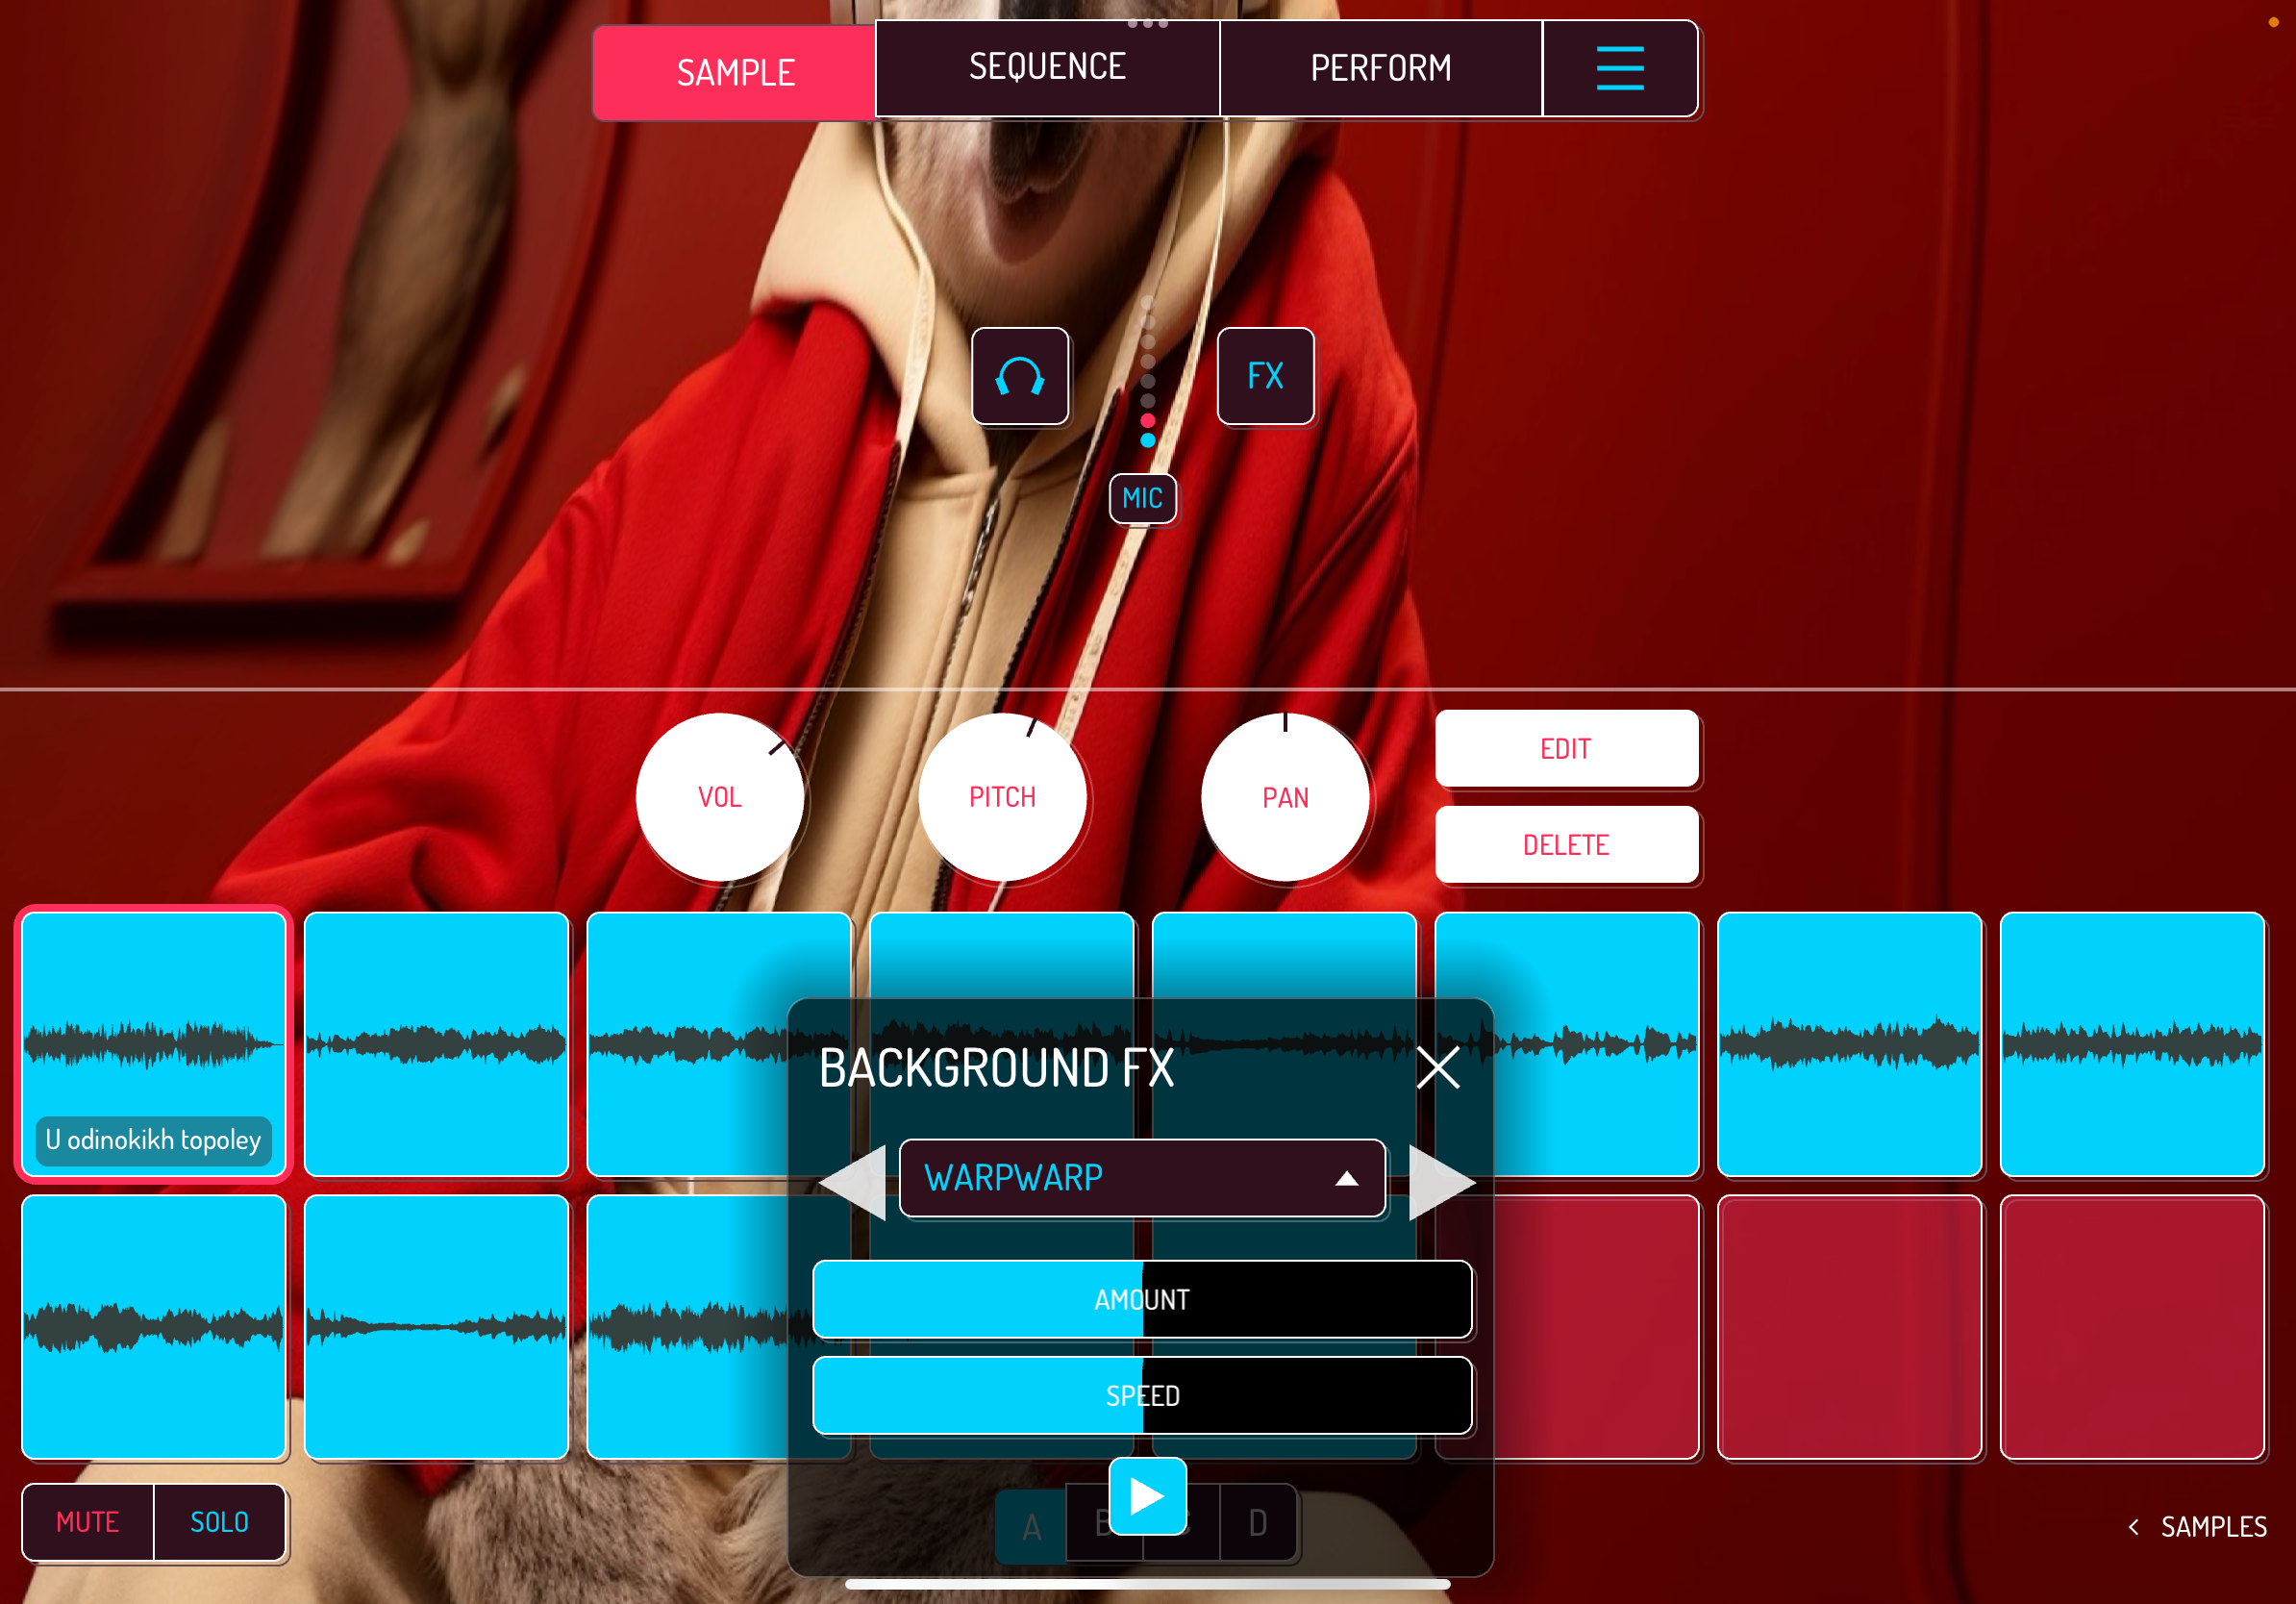 SAMPLE
SEQUENCE
PERFORM
FX
MIC
VOL
PITCH
PAN
EDIT
DELETE
U odinokikh topoley
BACKGROUND FX
WARPWARP
AMOUNT
SPEED
MUTE
SOLO
A
B
C
D
SAMPLES